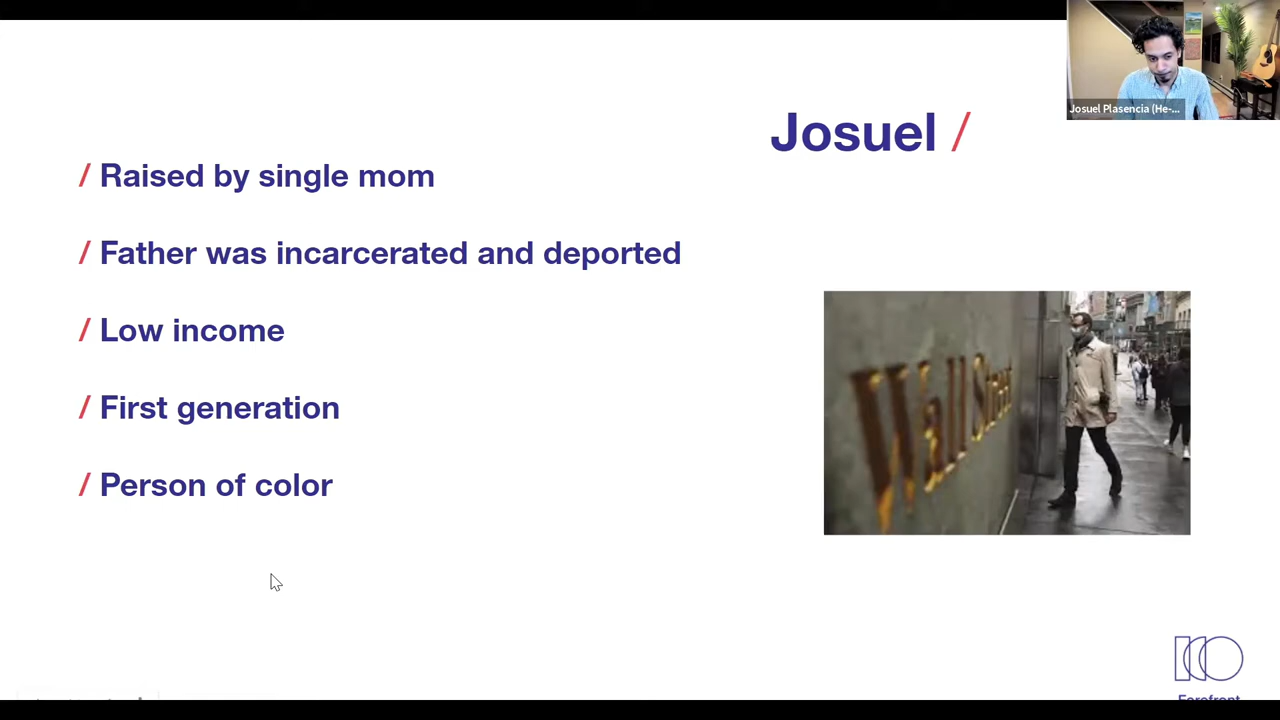 Josuel Plasencia (He-...
Josuel /
/ Raised by single mom
/ Father was incarcerated and deported
/ Low income
/ First generation
/ Person of color
Wall Street
Forefront